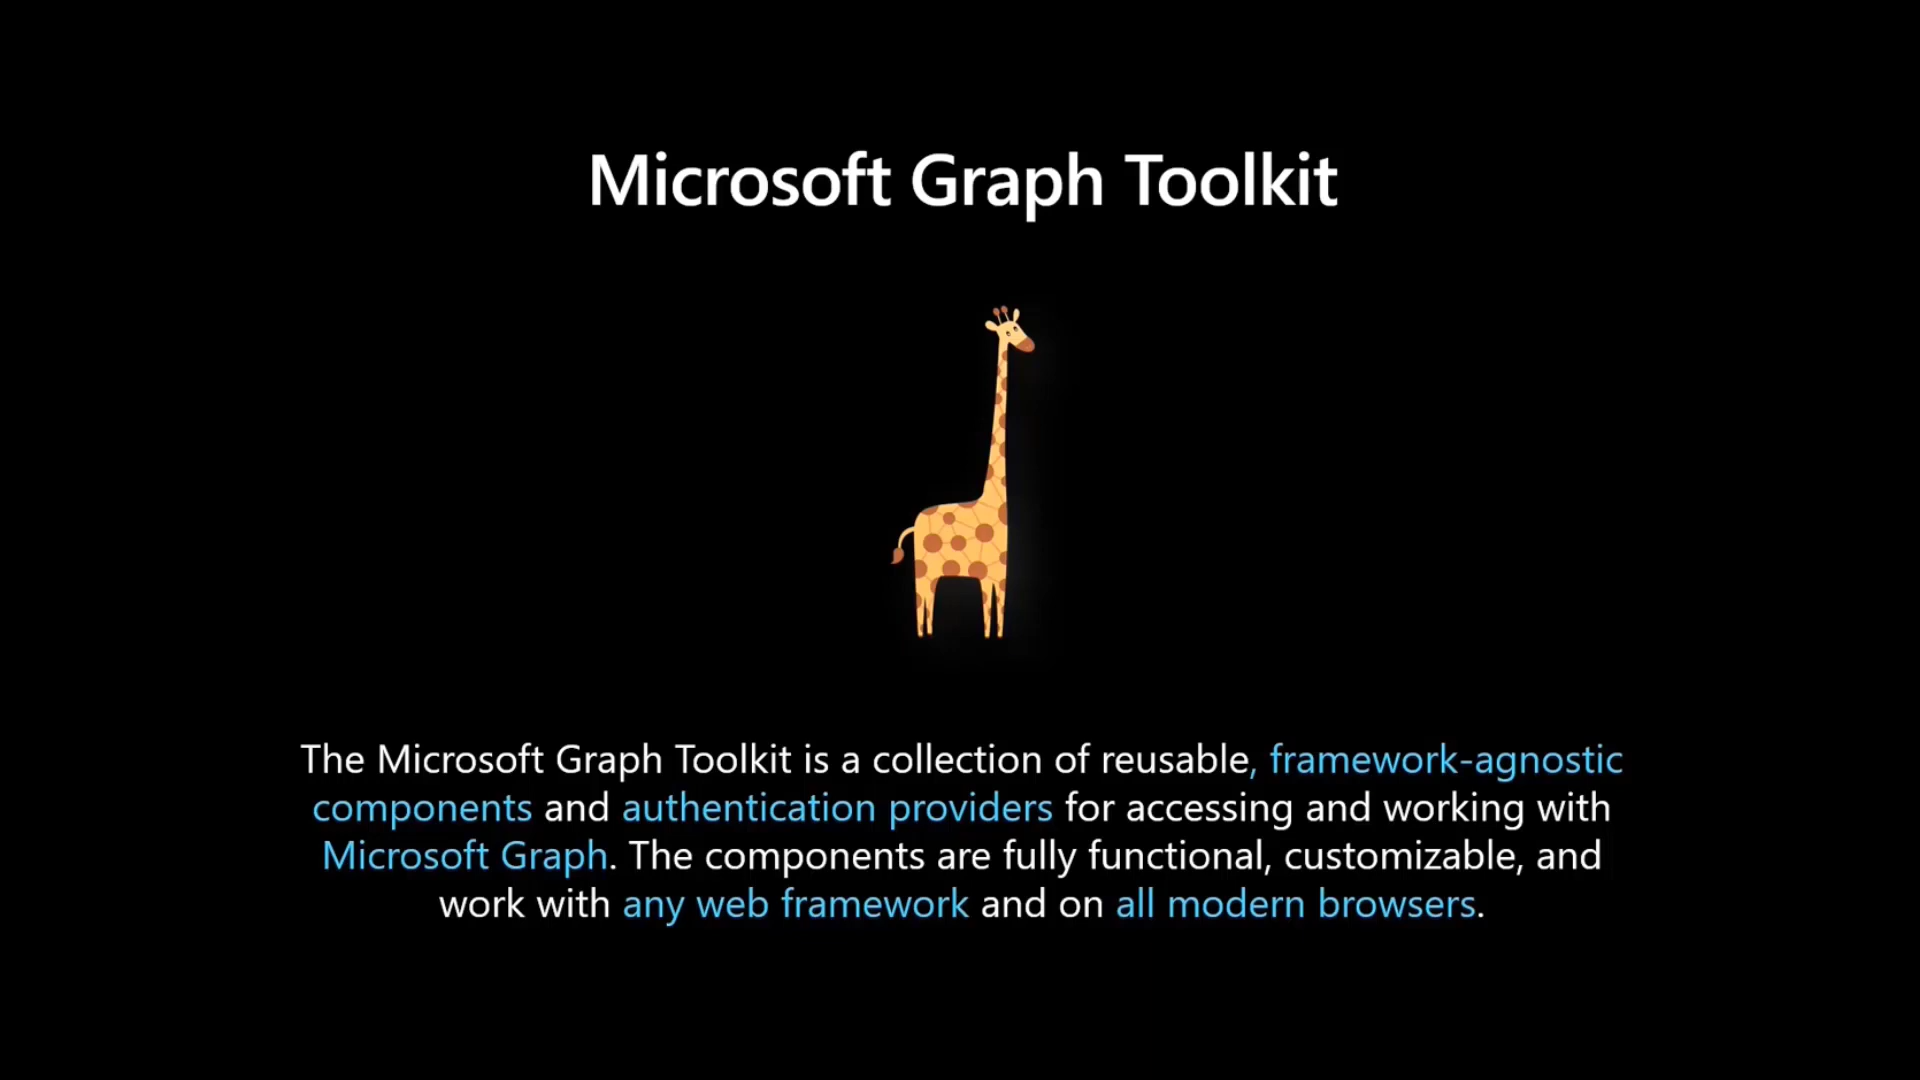 Microsoft Graph Toolkit
The Microsoft Graph Toolkit is a collection of reusable, framework-agnostic
components and authentication providers for accessing and working with
Microsoft Graph. The components are fully functional, customizable, and
work with any web framework and on all modern browsers.